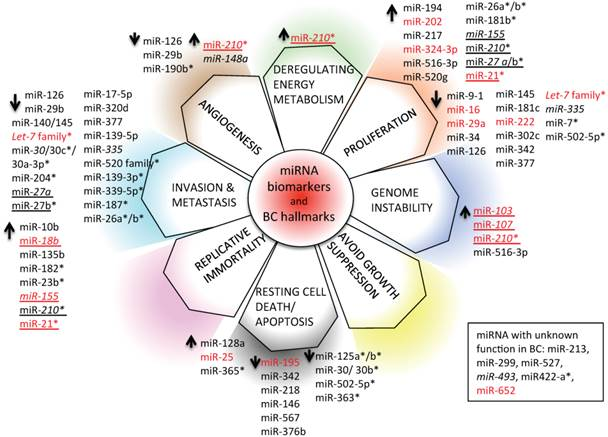 miR-126
miR-29b
miR-190b*
miR-210*
miR-148a
miR-210*
DEREGULATING
ENERGY
METABOLISM
miR-194
miR-202
miR-217
miR-324-3p
miR-516-3p
miR-520g
miR-26a*/b*
miR-181b*
miR-155
miR-210*
miR-27 a/b*
miR-21*
miR-9-1
miR-16
miR-29a
miR-34
miR-126
miR-145
miR-181c
miR-222
miR-302c
miR-342
miR-377
Let-7 family*
miR-335
miR-7*
miR-502-5p*
PROLIFERATION
ANGIOGENESIS
miR-126
miR-29b
miR-140/145
Let-7 family*
miR-30/30c*/
30a-3p*
miR-204*
miR-27a
miR-27b*
miR-17-5p
miR-320d
miR-377
miR-139-5p
miR-335
miR-520 family*
miR-139-3p*
miR-339-5p*
miR-187*
miR-26a*/b*
INVASION &
METASTASIS
miRNA
biomarkers
and
BC hallmarks
GENOME
INSTABILITY
miR-103
miR-107
miR-210*
miR-516-3p
miR-10b
miR-18b
miR-135b
miR-182*
miR-23b*
miR-155
miR-210*
miR-21*
REPLICATIVE
IMMORTALITY
AVOID GROWTH
SUPPRESSION
RESTING CELL
DEATH/
APOPTOSIS
miR-128a
miR-25
miR-365*
miR-195
miR-342
miR-218
miR-146
miR-567
miR-376b
miR-125a*/b*
miR-30/ 30b*
miR-502-5p*
miR-363*
miRNA with unknown
function in BC: miR-213,
miR-299, miR-527,
miR-493, miR422-a*,
miR-652